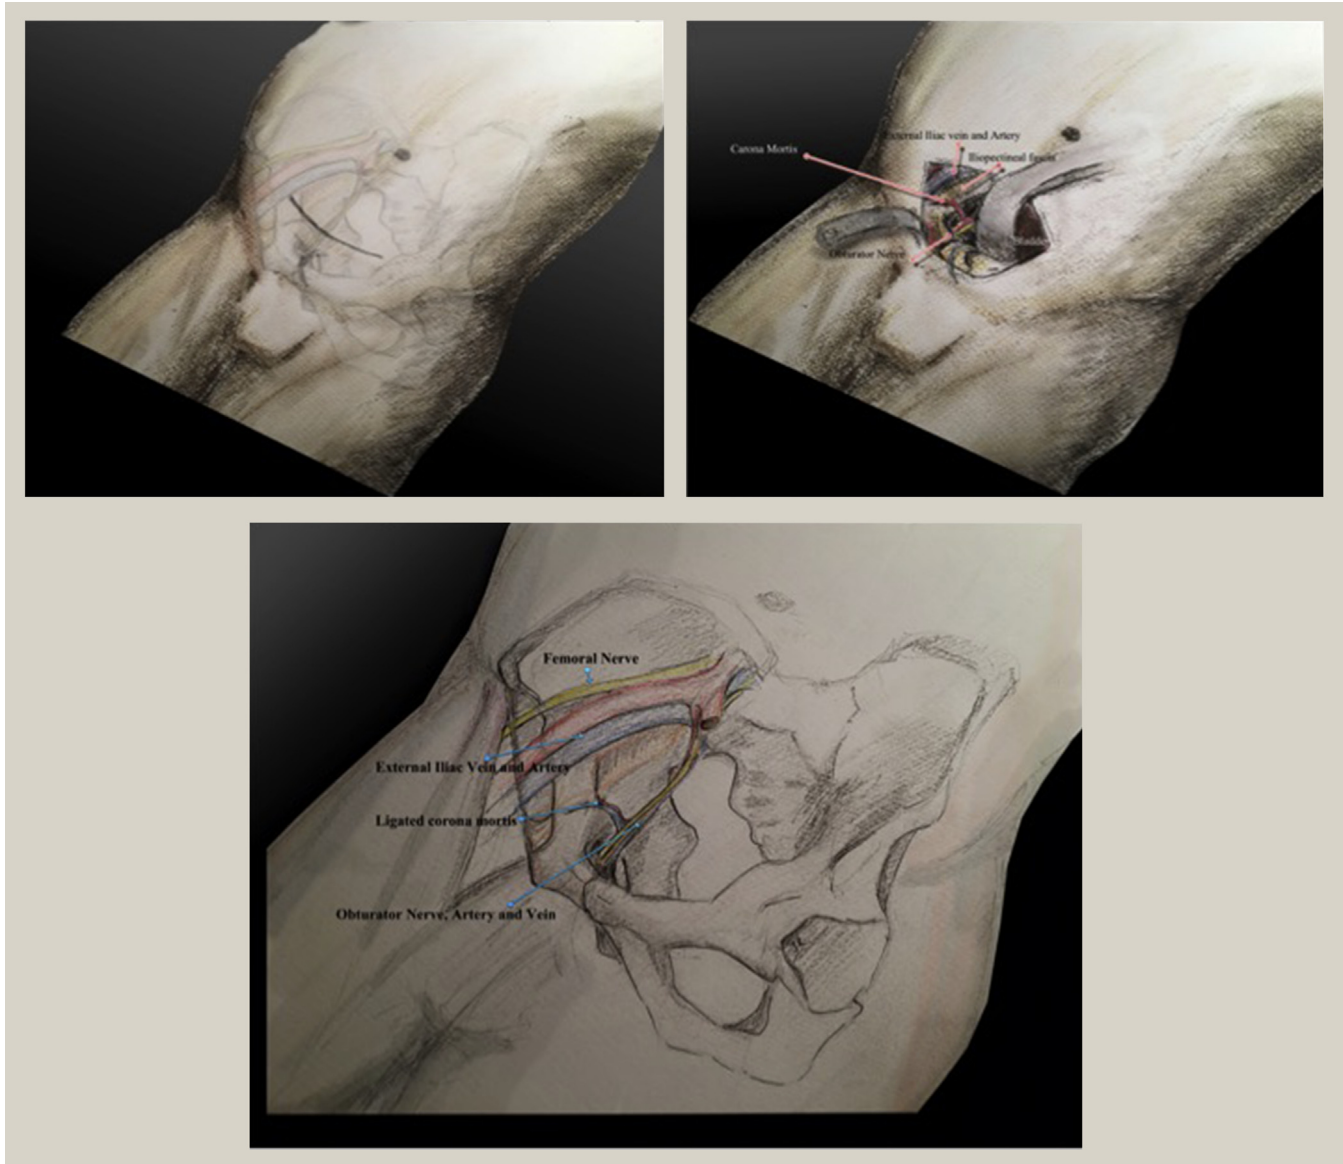 External Iliac vein and Artery
Carona Mortis
Iliopectineal fascia
Obturator Nerve
Femoral Nerve
External Iliac Vein and Artery
Ligated corona mortis
Obturator Nerve, Artery and Vein